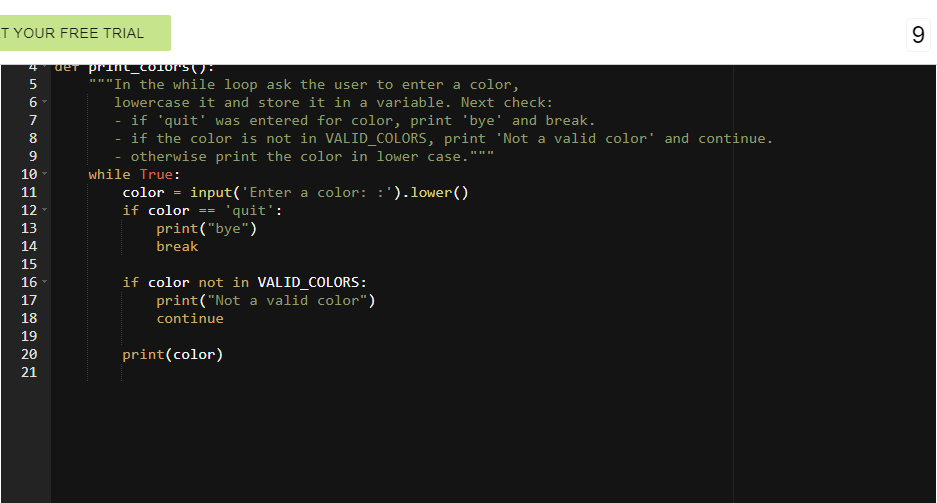 T YOUR FREE TRIAL
9
4 def print_colors():
5 """In the while loop ask the user to enter a color,
6 lowercase it and store it in a variable. Next check:
7 - if 'quit' was entered for color, print 'bye' and break.
8 - if the color is not in VALID_COLORS, print 'Not a valid color' and continue.
9 - otherwise print the color in lower case."""
10 while True:
11 color = input('Enter a color: :').lower()
12 if color == 'quit':
13 print("bye")
14 break
15
16 if color not in VALID_COLORS:
17 print("Not a valid color")
18 continue
19
20 print(color)
21